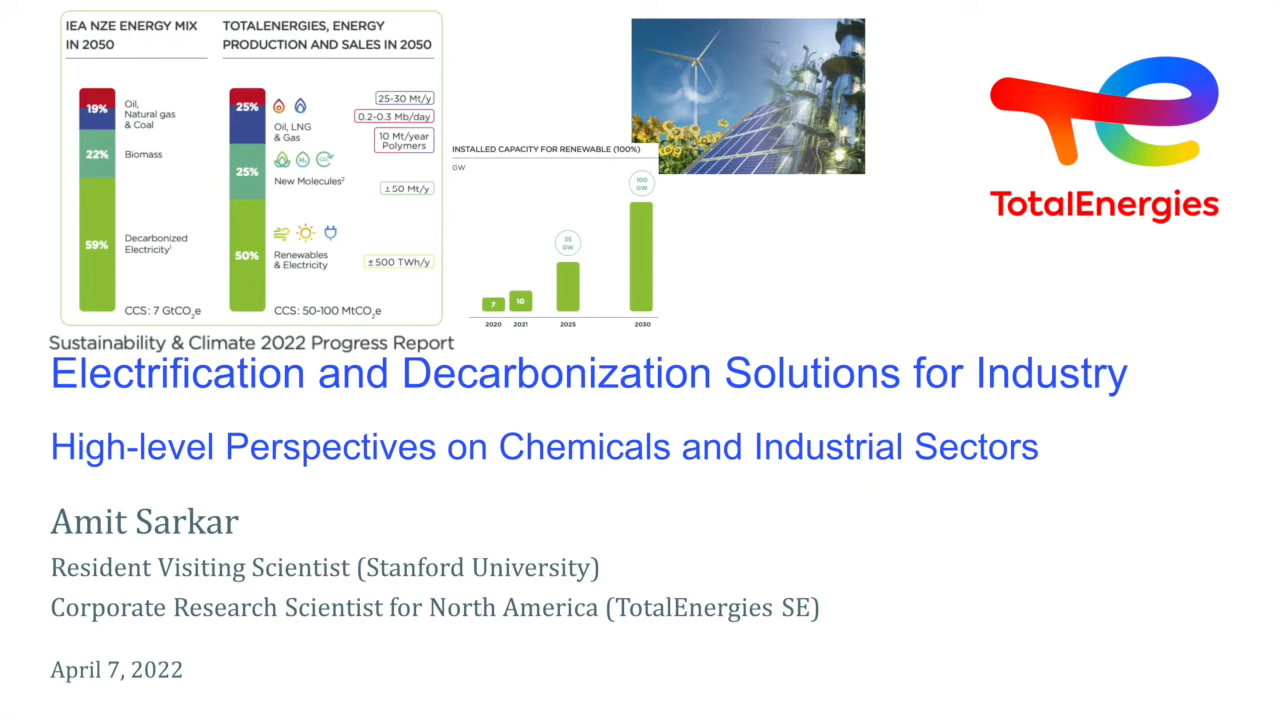 IEA NZE ENERGY MIX
IN 2050
19%
Oil,
Natural gas
& Coal
22%
Biomass
59%
Decarbonized
Electricity¹
CCS: 7 GtCO₂e
TOTALENERGIES, ENERGY
PRODUCTION AND SALES IN 2050
25%
Oil, LNG
& Gas
25-30 Mt/y
0.2-0.3 Mb/day
10 Mt/year
Polymers
H₂
CO₂
25%
New Molecules²
±50 Mt/y
50%
Renewables
& Electricity
±500 TWh/y
CCS: 50-100 MtCO₂e
INSTALLED CAPACITY FOR RENEWABLE (100%)
GW
7
10
35
GW
100
GW
2020 2021 2025 2030
TotalEnergies
Sustainability & Climate 2022 Progress Report
Electrification and Decarbonization Solutions for Industry
High-level Perspectives on Chemicals and Industrial Sectors
Amit Sarkar
Resident Visiting Scientist (Stanford University)
Corporate Research Scientist for North America (TotalEnergies SE)
April 7, 2022